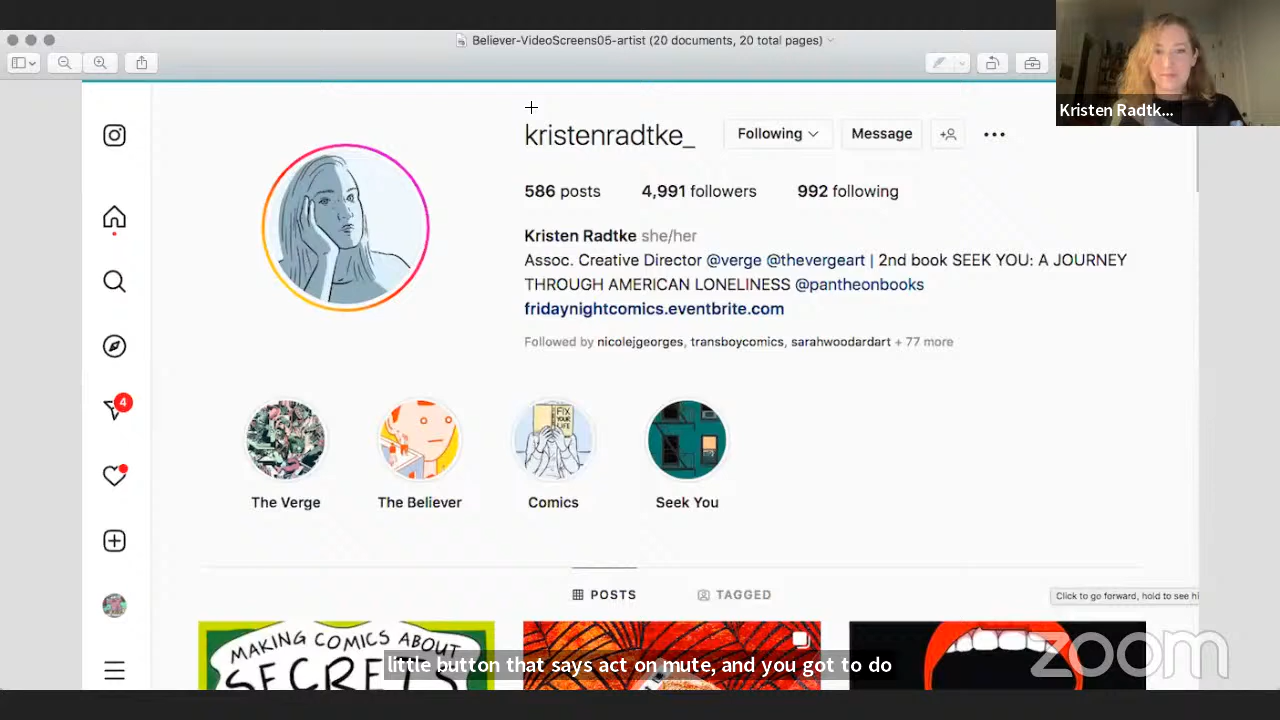 Believer-VideoScreens05-artist (20 documents, 20 total pages)
Kristen Radtk...
kristenradtke_ Following Message
586 posts 4,991 followers 992 following
Kristen Radtke she/her
Assoc. Creative Director @verge @thevergeart | 2nd book SEEK YOU: A JOURNEY
THROUGH AMERICAN LONELINESS @pantheonbooks
fridaynightcomics.eventbrite.com
Followed by nicolejgeorges, transboycomics, sarahwoodardart + 77 more
4
FIX
YOUR
LIFE
The Verge The Believer Comics Seek You
POSTS TAGGED
Click to go forward, hold to see hi
MAKING COMICS ABOUT
SECRETS
little button that says act on mute, and you got to do
zoom